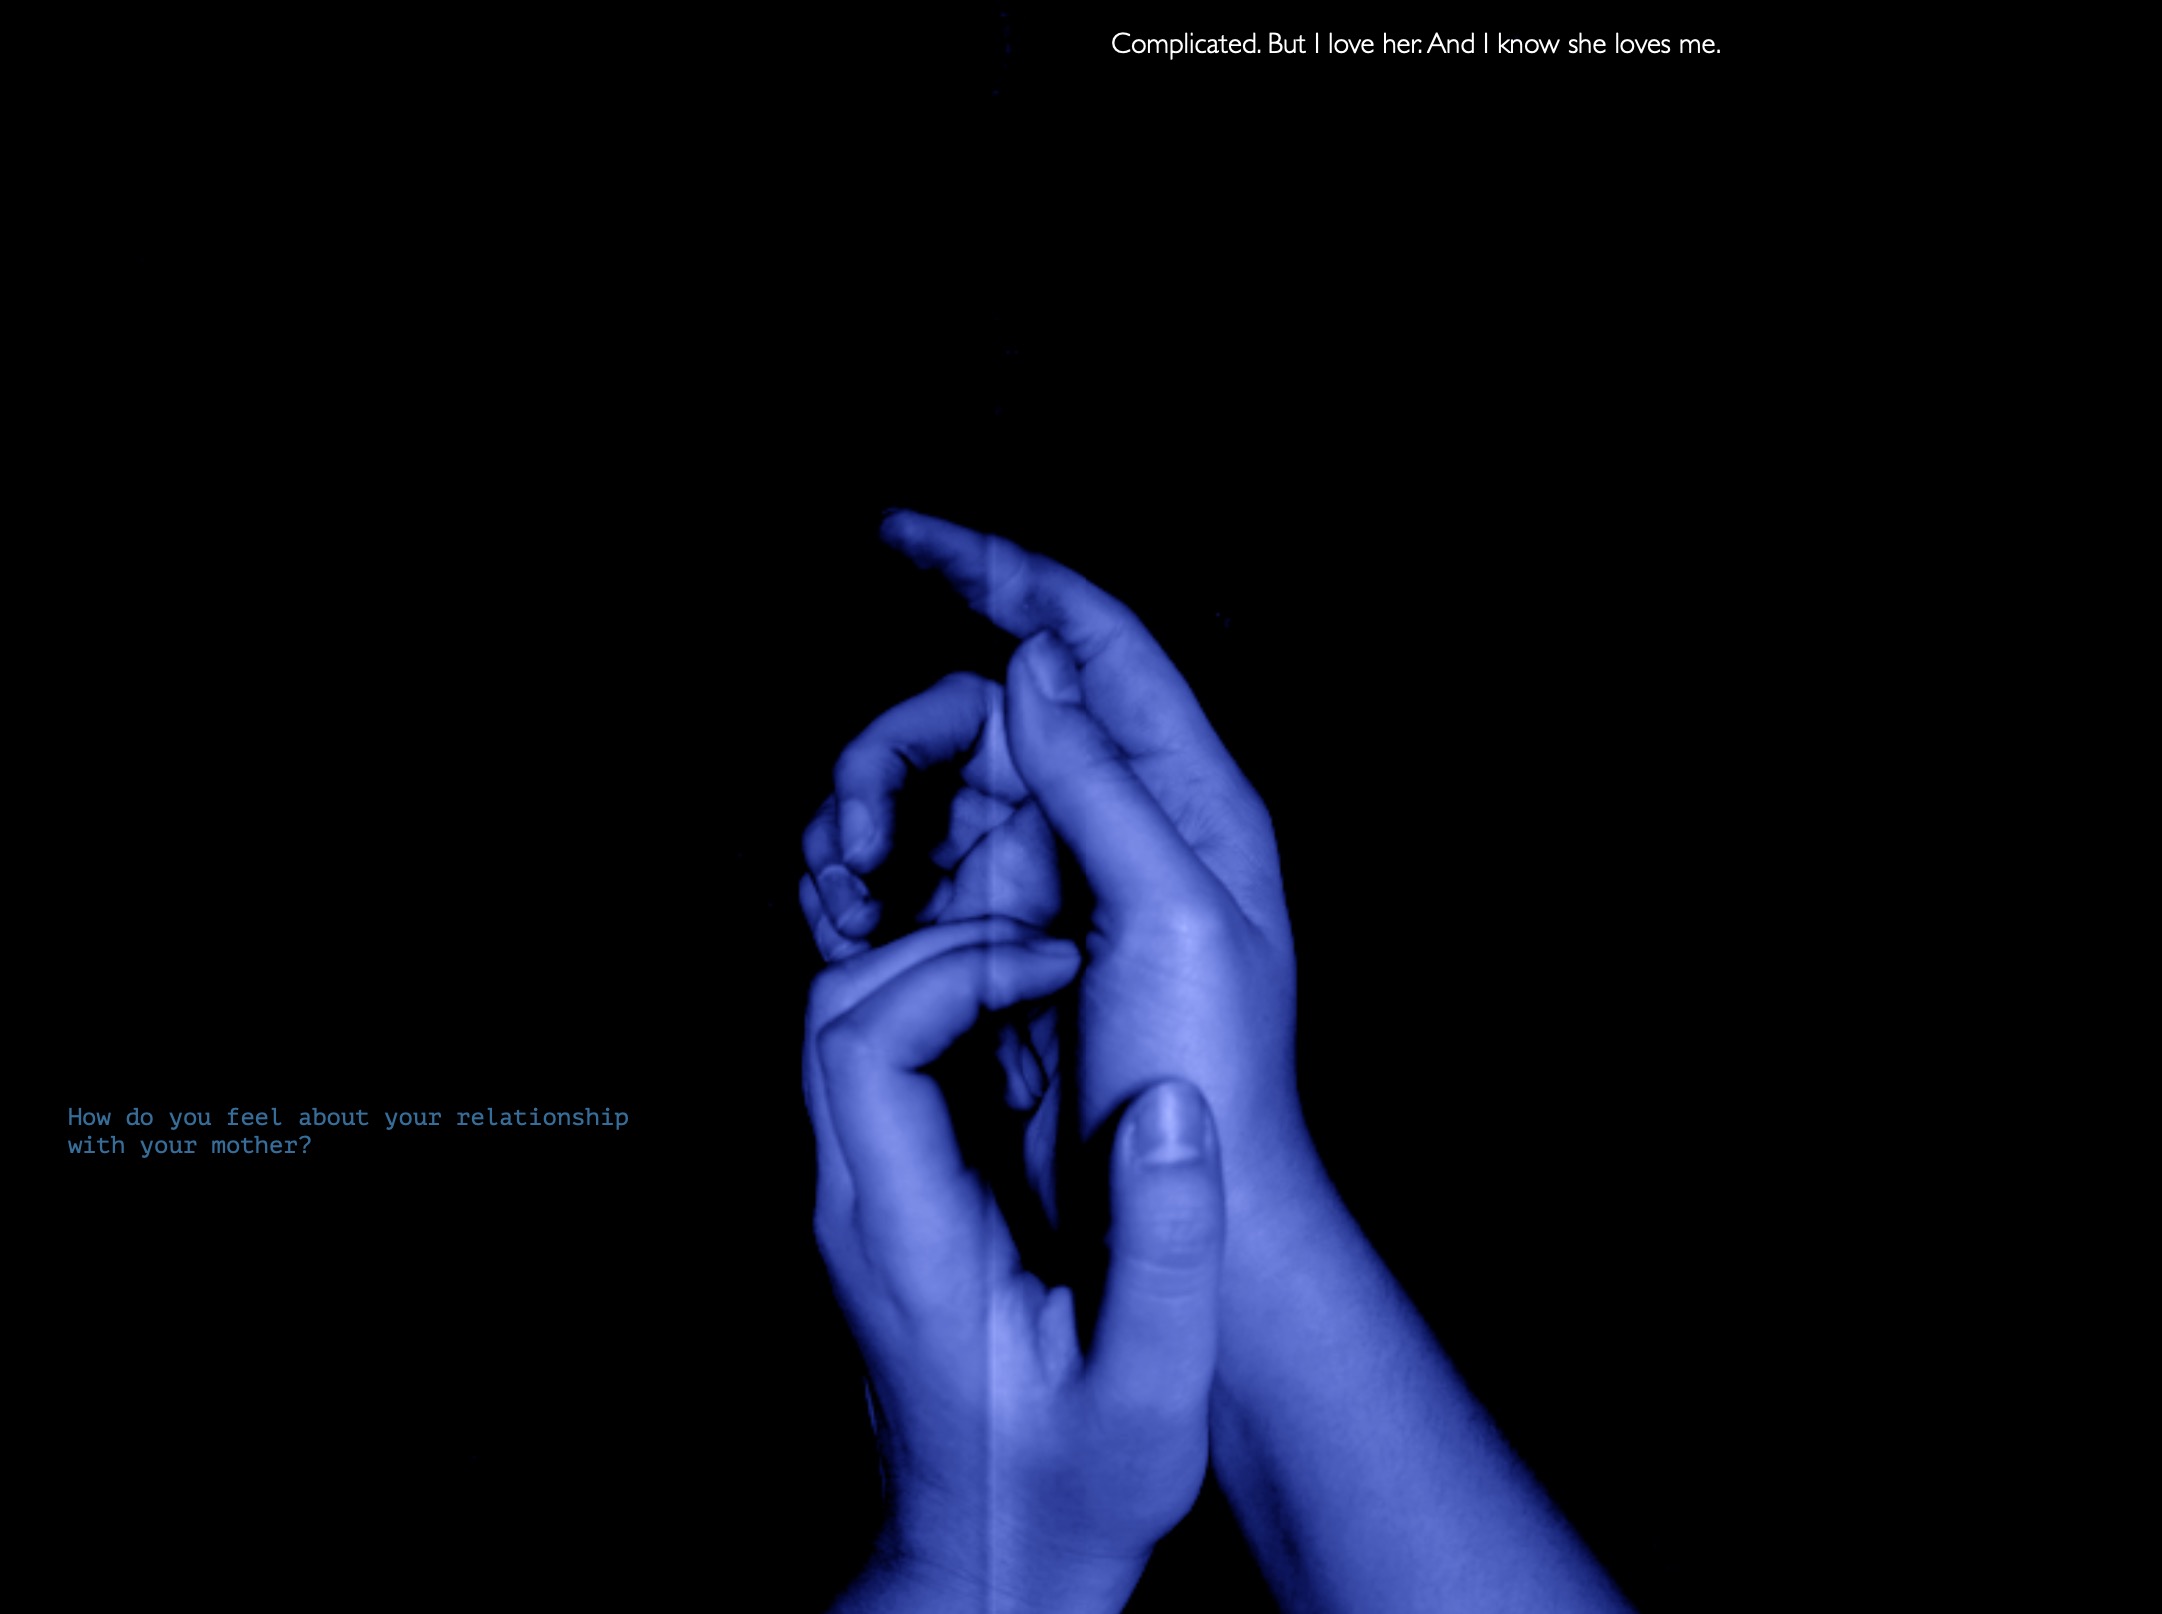 Complicated. But I love her. And I know she loves me.
How do you feel about your relationship
with your mother?